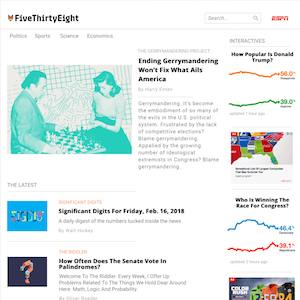 FiveThirtyEight
Search
ESPN
Politics Sports Science Economics
INTERACTIVES
THE GERRYMANDERING PROJECT
Ending Gerrymandering
Won't Fix What Ails
America
By Harry Enten
Gerrymandering. It's become
the embodiment of so many of
the evils in the U.S. political
system. Frustrated by the lack
of competitive elections?
Blame gerrymandering.
Appalled by the growing
number of ideological
extremists in Congress? Blame
gerrymandering.
How Popular Is Donald
Trump?
56.0%
39.0%
updated 1 hour ago
Who Is Winning The
Race For Congress?
46.4%
39.1%
updated 2 hours ago
COLOR
RUSH
THE LATEST
SIGNIFICANT DIGITS
Significant Digits For Friday, Feb. 16, 2018
A daily digest of the numbers tucked inside the news
By Walt Hickey
THE RIDDLER
How Often Does The Senate Vote In
Palindromes?
Welcome To The Riddler. Every Week, I Offer Up
Problems Related To The Things We Hold Dear Around
Here: Math, Logic And Probability
By Oliver Roeder